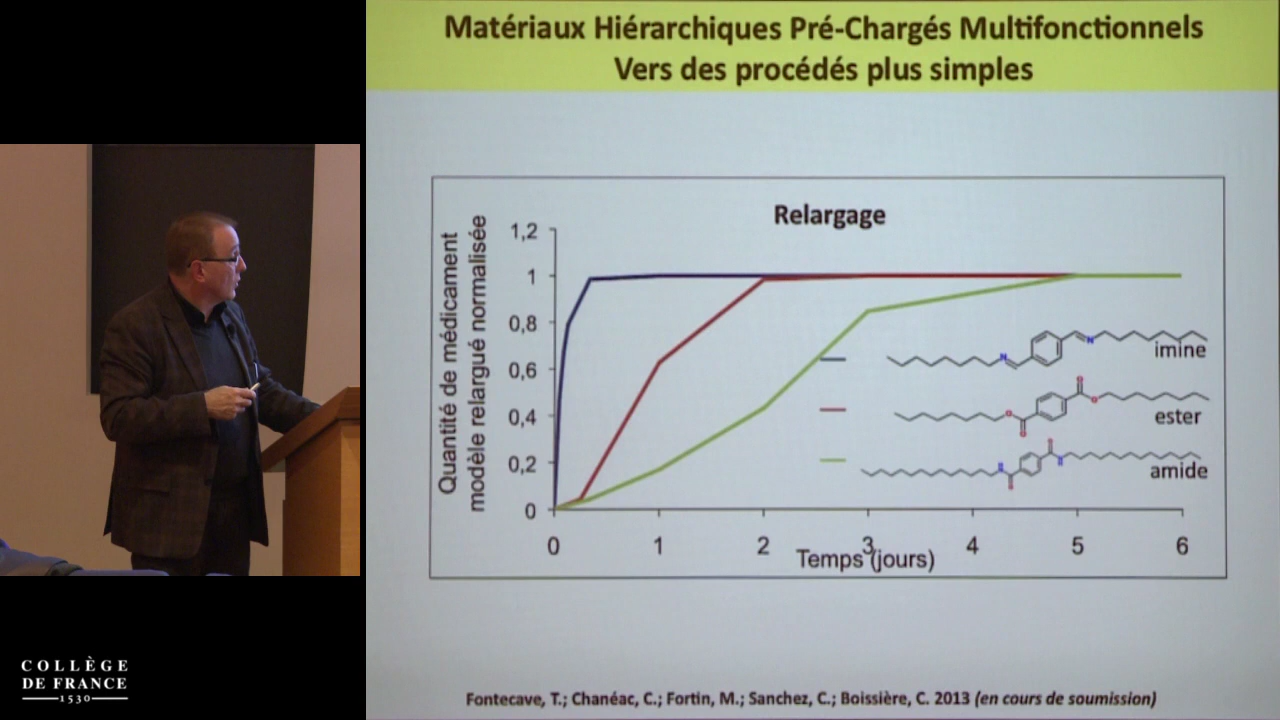 Matériaux Hiérarchiques Pré-Chargés Multifonctionnels
Vers des procédés plus simples
Relargage
Quantité de médicament
modèle relargué normalisée
1,2
1
0,8
0,6
0,4
0,2
0
0 1 2 3 4 5 6
Temps (jours)
N
N
imine
O
O
O
O
ester
amide
Fontecave, T.; Chanéac, C.; Fortin, M.; Sanchez, C.; Boissière, C. 2013 (en cours de soumission)
COLLÈGE
DE FRANCE
1530